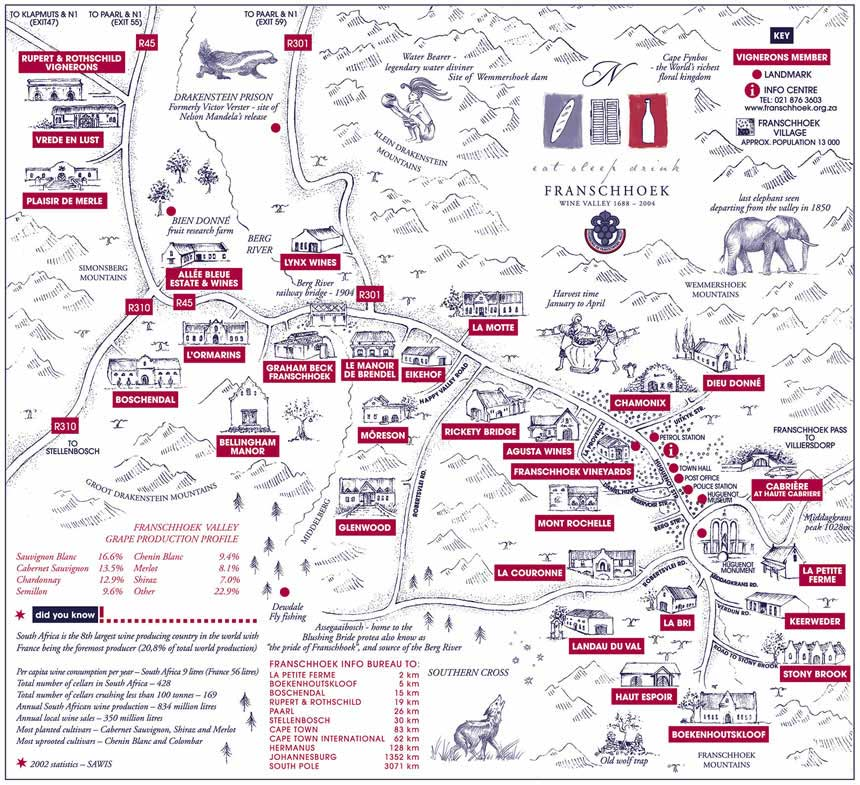 TO KLAPMUTS & N1
(EXIT47)
TO PAARL & N1
(EXIT 55)
TO PAARL & N1
(EXIT 59)
R45
R301
RUPERT & ROTHSCHILD
VIGNERONS
VREDE EN LUST
PLAISIR DE MERLE
DRAKENSTEIN PRISON
Formerly Victor Verster - site of
Nelson Mandela's release
Water Bearer -
legendary water diviner
Site of Wemmershoek dam
KLEIN DRAKENSTEIN
MOUNTAINS
N
Cape Fynbos
- the World's richest
floral kingdom
KEY
VIGNERONS MEMBER
LANDMARK
i INFO CENTRE
TEL: 021 876 3603
www.franschhoek.org.za
FRANSCHHOEK
VILLAGE
APPROX. POPULATION 13 000
eat sleep drink
FRANSCHHOEK
WINE VALLEY 1688 – 2004
last elephant seen
departing from the valley in 1850
WEMMERSHOEK
MOUNTAINS
BIEN DONNÉ
fruit research farm
BERG
RIVER
LYNX WINES
ALLÉE BLEUE
ESTATE & WINES
SIMONSBERG
MOUNTAINS
Berg River
railway bridge - 1904
R301
R310
R45
Harvest time
January to April
LA MOTTE
L'ORMARINS
GRAHAM BECK
FRANSCHHOEK
LE MANOIR
DE BRENDEL
EIKEHOF
BOSCHENDAL
HAPPY VALLEY ROAD
DIEU DONNÉ
CHAMONIX
UITKYK STR.
R310
TO
STELLENBOSCH
BELLINGHAM
MANOR
MÔRESON
RICKETY BRIDGE
AGUSTA WINES
FRANSCHHOEK VINEYARDS
LA PROVENCE
PETROL STATION
i
TOWN HALL
POST OFFICE
POLICE STATION
HUGUENOT
MUSEUM
HUGUENOT
DANIEL HUGO
RESERVOIR STR.
BERG STR.
FRANSCHHOEK PASS
TO
VILLIERSDORP
CABRIÈRE
AT HAUTE CABRIERE
Middagkrans
peak 1028m
GROOT DRAKENSTEIN MOUNTAINS
MIDDELBERG
GLENWOOD
ROBERTSVLEI RD.
MONT ROCHELLE
LA COURONNE
HUGUENOT
MONUMENT
LA PETITE
FERME
ROBERTSVLEI RD.
MIDDAGKRANS RD.
VERDUN RD.
LA BRI
KEERWEDER
LANDAU DU VAL
ROAD TO STONY BROOK
STONY BROOK
HAUT ESPOIR
BOEKENHOUTSKLOOF
FRANSCHHOEK
MOUNTAINS
Old wolf trap
SOUTHERN CROSS
FRANSCHHOEK VALLEY
GRAPE PRODUCTION PROFILE
Sauvignon Blanc 16.6% Chenin Blanc 9.4%
Cabernet Sauvignon 13.5% Merlot 8.1%
Chardonnay 12.9% Shiraz 7.0%
Semillon 9.6% Other 22.9%
Dewdale
Fly fishing
Assegaaibosch - home to the
Blushing Bride protea also known as
"the pride of Franschhoek", and source of the Berg River
did you know !
South Africa is the 8th largest wine producing country in the world with
France being the foremost producer (20,8% of total world production)
Per capita wine consumption per year – South Africa 9 litres (France 56 litres)
Total number of cellars in South Africa – 428
Total number of cellars crushing less than 100 tonnes – 169
Annual South African wine production – 834 million litres
Annual local wine sales – 350 million litres
Most planted cultivars – Cabernet Sauvignon, Shiraz and Merlot
Most uprooted cultivars – Chenin Blanc and Colombar
2002 statistics – SAWIS
FRANSCHHOEK INFO BUREAU TO:
LA PETITE FERME 2 km
BOEKENHOUTSKLOOF 5 km
BOSCHENDAL 15 km
RUPERT & ROTHSCHILD 19 km
PAARL 26 km
STELLENBOSCH 30 km
CAPE TOWN 83 km
CAPE TOWN INTERNATIONAL 62 km
HERMANUS 128 km
JOHANNESBURG 1352 km
SOUTH POLE 3071 km